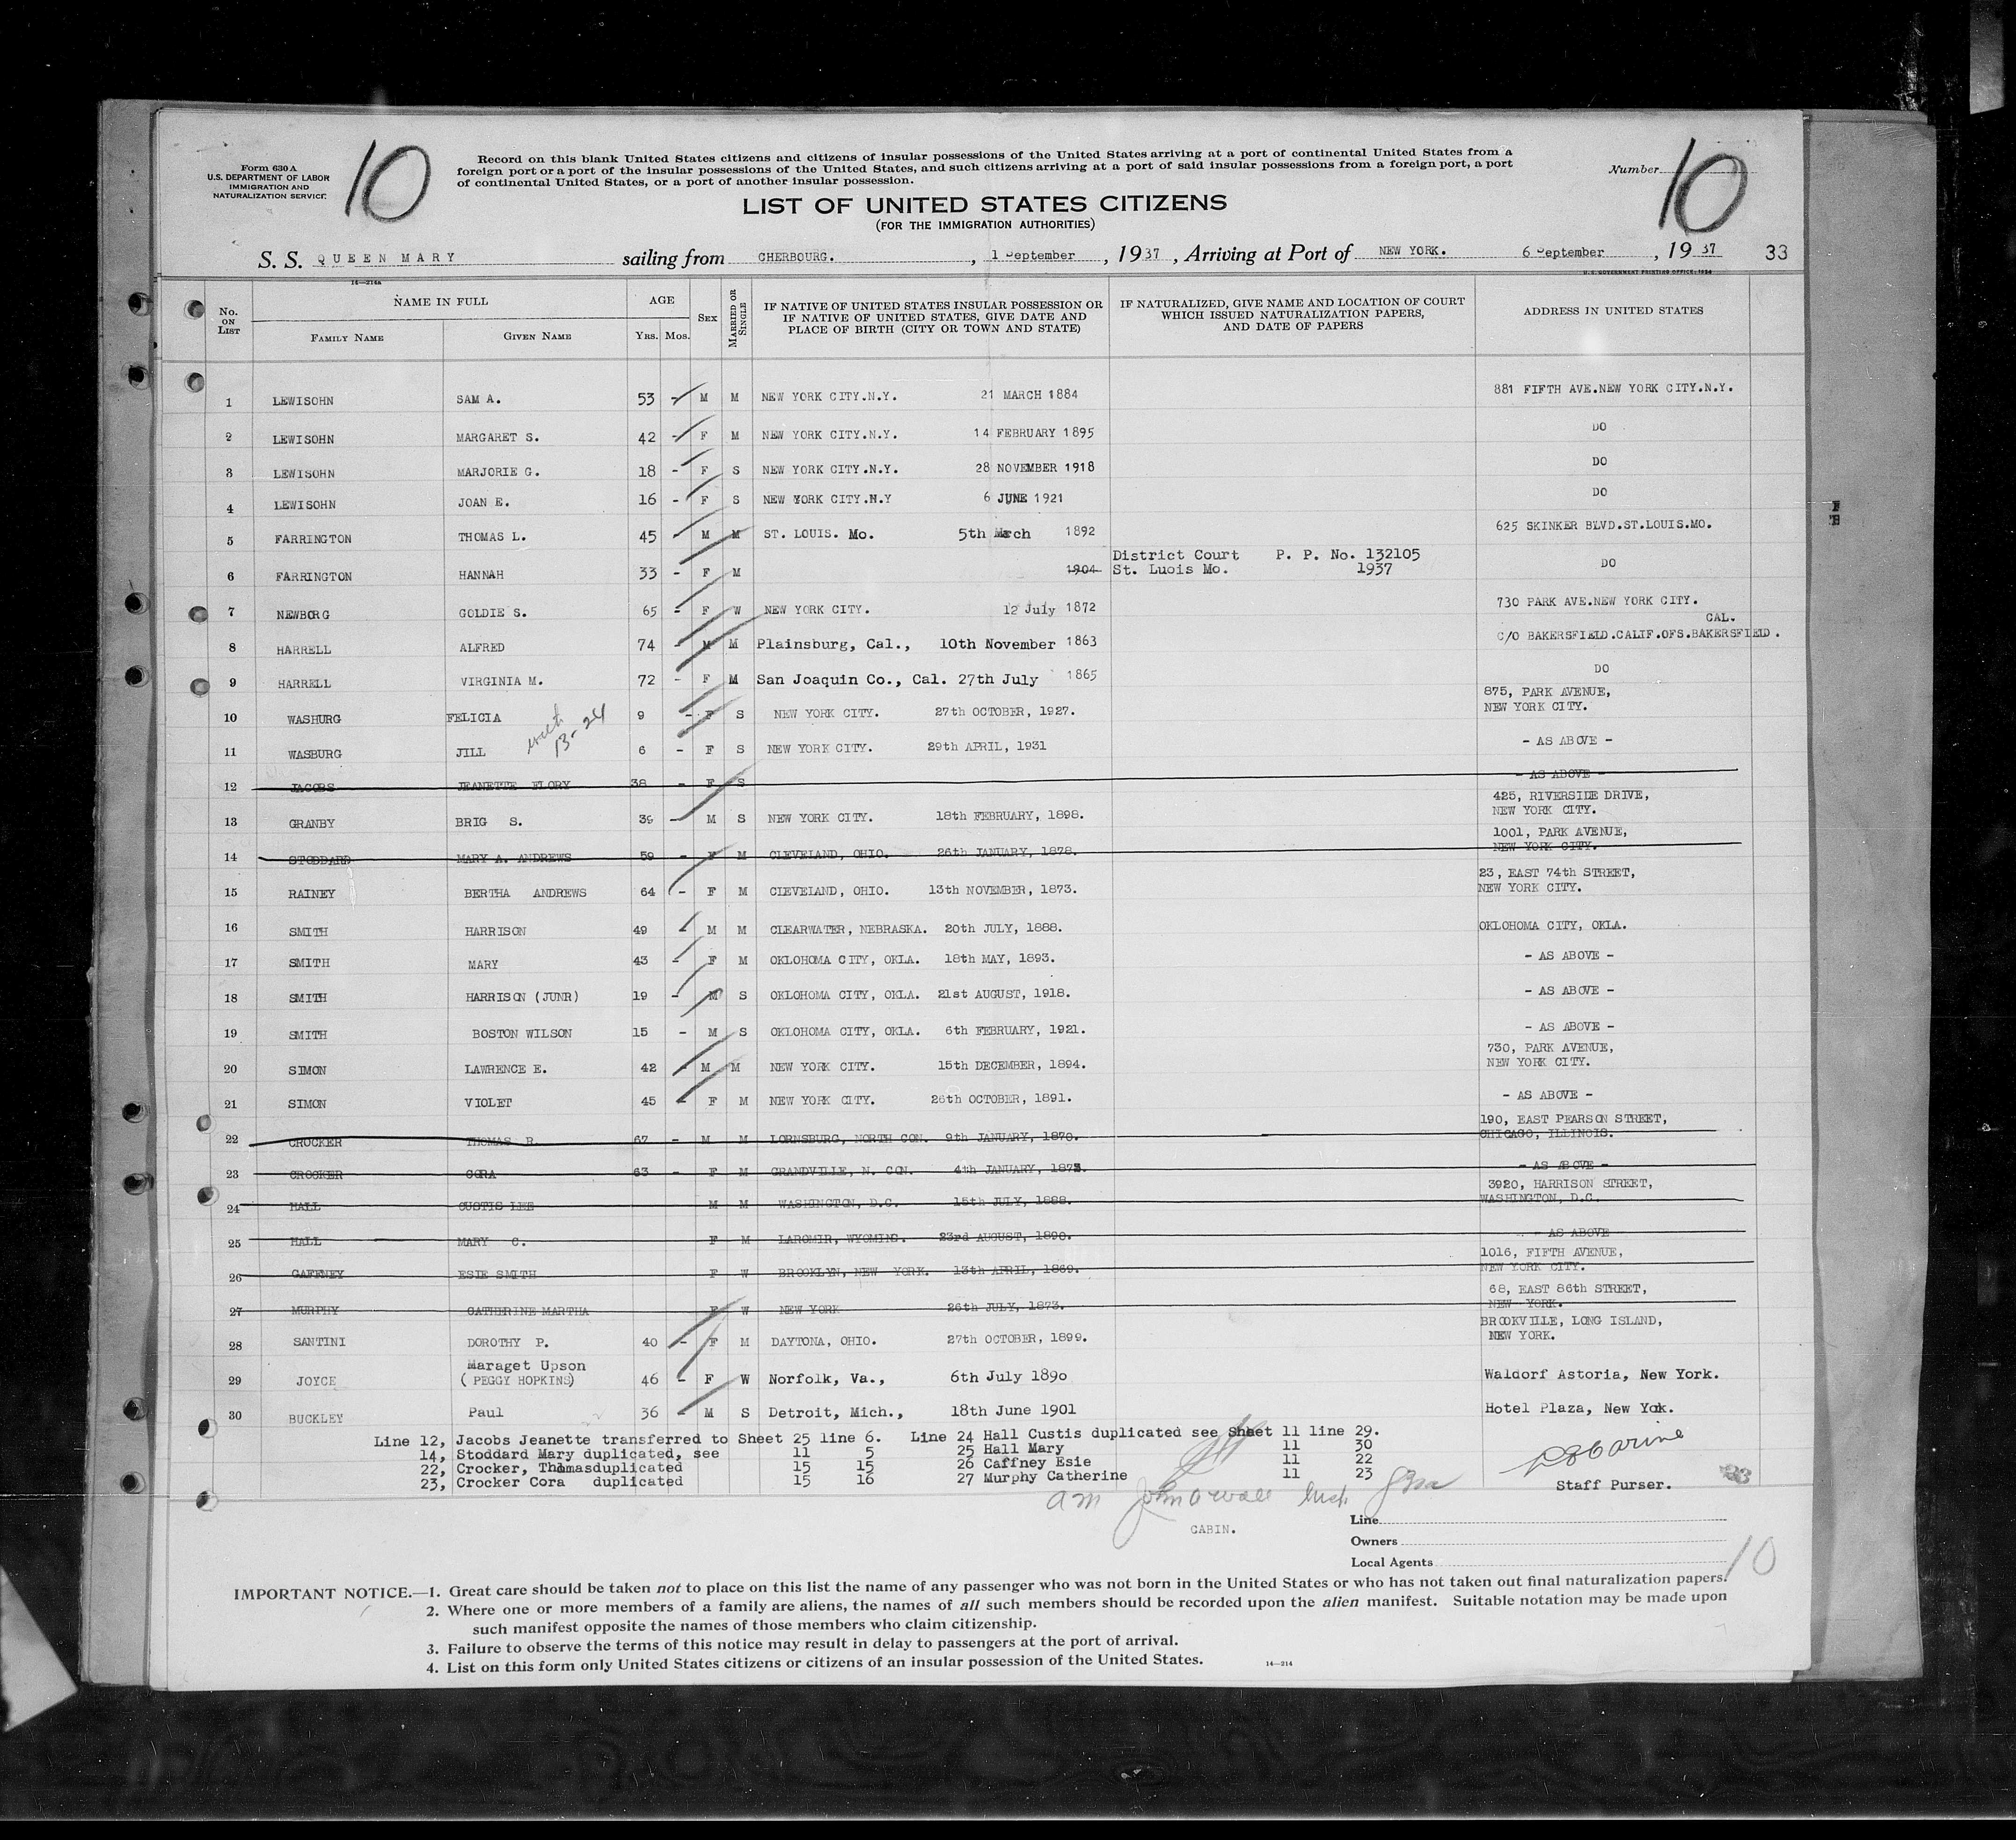 Form 630 A
U.S. DEPARTMENT OF LABOR
IMMIGRATION AND
NATURALIZATION SERVICE
10
Record on this blank United States citizens and citizens of insular possessions of the United States arriving at a port of continental United States from a
foreign port or a port of the insular possessions of the United States, and such citizens arriving at a port of said insular possessions from a foreign port, a port
of continental United States, or a port of another insular possession.
Number 10
LIST OF UNITED STATES CITIZENS
(FOR THE IMMIGRATION AUTHORITIES)
S. S. QUEEN MARY sailing from CHERBOURG. , 1 September , 1937 , Arriving at Port of NEW YORK. 6 September , 1937 33
U. S. GOVERNMENT PRINTING OFFICE: 1934
14—214a
No. ON LIST NAME IN FULL AGE SEX MARRIED OR SINGLE IF NATIVE OF UNITED STATES INSULAR POSSESSION OR IF NATIVE OF UNITED STATES, GIVE DATE AND PLACE OF BIRTH (CITY OR TOWN AND STATE) IF NATURALIZED, GIVE NAME AND LOCATION OF COURT WHICH ISSUED NATURALIZATION PAPERS, AND DATE OF PAPERS ADDRESS IN UNITED STATES
FAMILY NAME GIVEN NAME YRS. MOS.
1 LEWISOHN SAM A. 53 - M M NEW YORK CITY.N.Y. 21 MARCH 1884 881 FIFTH AVE.NEW YORK CITY.N.Y.
2 LEWISOHN MARGARET S. 42 - F M NEW YORK CITY.N.Y. 14 FEBRUARY 1895 DO
3 LEWISOHN MARJORIE G. 18 - F S NEW YORK CITY.N.Y. 28 NOVEMBER 1918 DO
4 LEWISOHN JOAN E. 16 - F S NEW YORK CITY.N.Y 6 JUNE 1921 DO
5 FARRINGTON THOMAS L. 45 - M M ST. LOUIS. Mo. 5th March 1892 625 SKINKER BLVD.ST.LOUIS.MO.
District Court P. P. No. 132105
6 FARRINGTON HANNAH 33 - F M 1904 St. Luois Mo. 1937 DO
7 NEWBORG GOLDIE S. 65 - F W NEW YORK CITY. 12 July 1872 730 PARK AVE.NEW YORK CITY.
CAL.
8 HARRELL ALFRED 74 - M M Plainsburg, Cal., 10th November 1863 C/O BAKERSFIELD.CALIF.OFS.BAKERSFIELD.
9 HARRELL VIRGINIA M. 72 - F M San Joaquin Co., Cal. 27th July 1865 DO
875, PARK AVENUE,
10 WASHURG FELICIA 9 - F S NEW YORK CITY. 27th OCTOBER, 1927. NEW YORK CITY.
13-24
11 WASBURG JILL 6 - F S NEW YORK CITY. 29th APRIL, 1931 - AS ABOVE -
12 JACOBS JEANETTE FLORY 38 - F S - AS ABOVE -
425, RIVERSIDE DRIVE,
13 GRANBY BRIG S. 39 - M S NEW YORK CITY. 18th FEBRUARY, 1898. NEW YORK CITY.
1001, PARK AVENUE,
14 STODDARD MARY A. ANDREWS 59 - F M CLEVELAND, OHIO. 26th JANUARY, 1878. NEW YORK CITY.
23, EAST 74th STREET,
15 RAINEY BERTHA ANDREWS 64 - F M CLEVELAND, OHIO. 13th NOVEMBER, 1873. NEW YORK CITY.
16 SMITH HARRISON 49 - M M CLEARWATER, NEBRASKA. 20th JULY, 1888. OKLOHOMA CITY, OKLA.
17 SMITH MARY 43 - F M OKLOHOMA CITY, OKLA. 18th MAY, 1893. - AS ABOVE -
18 SMITH HARRISON (JUNR) 19 - M S OKLOHOMA CITY, OKLA. 21st AUGUST, 1918. - AS ABOVE -
19 SMITH BOSTON WILSON 15 - M S OKLOHOMA CITY, OKLA. 6th FEBRUARY, 1921. - AS ABOVE -
730, PARK AVENUE,
20 SIMON LAWRENCE E. 42 - M M NEW YORK CITY. 15th DECEMBER, 1894. NEW YORK CITY.
21 SIMON VIOLET 45 - F M NEW YORK CITY. 26th OCTOBER, 1891. - AS ABOVE -
190, EAST PEARSON STREET,
22 CROCKER THOMAS R. 67 - M M LORNSBURG, NORTH CON. 9th JANUARY, 1870. CHICAGO, ILLINOIS.
23 CROCKER CORA 63 - F M GRANDVILLE, N. CON. 4th JANUARY, - AS ABOVE -
3920, HARRISON STREET,
24 HALL CUSTIS LEE M M WASHINGTON, D.C. 15th JULY, 1888. WASHINGTON, D.C.
25 HALL MARY C. F M LAROMIR, WYOMING. 23rd AUGUST, 1890. - AS ABOVE
1016, FIFTH AVENUE,
26 GAFFNEY ESIE SMITH F W BROOKLYN, NEW YORK. 13th APRIL, 1869. NEW YORK CITY.
68, EAST 86th STREET,
27 MURPHY CATHERINE MARTHA F W NEW YORK 26th JULY, 1873. NEW YORK.
BROOKVILLE, LONG ISLAND,
28 SANTINI DOROTHY P. 40 - F M DAYTONA, OHIO. 27th OCTOBER, 1899. NEW YORK.
Maraget Upson
29 JOYCE ( PEGGY HOPKINS) 46 - F W Norfolk, Va., 6th July 1890 Waldorf Astoria, New York.
30 BUCKLEY Paul 36 - M S Detroit, Mich., 18th June 1901 Hotel Plaza, New Yok.
Line 12, Jacobs Jeanette transferred to Sheet 25 line 6. Line 24 Hall Custis duplicated see Sheet 11 line 29.
14, Stoddard Mary duplicated, see 11 5 25 Hall Mary 11 30
22, Crocker, Thomas duplicated 15 15 26 Caffney Esie 11 22
23, Crocker Cora duplicated 15 16 27 Murphy Catherine 11 23
Staff Purser.
33
CABIN.
Line
Owners
Local Agents
10
IMPORTANT NOTICE.—1. Great care should be taken not to place on this list the name of any passenger who was not born in the United States or who has not taken out final naturalization papers.
2. Where one or more members of a family are aliens, the names of all such members should be recorded upon the alien manifest. Suitable notation may be made upon
such manifest opposite the names of those members who claim citizenship.
3. Failure to observe the terms of this notice may result in delay to passengers at the port of arrival.
4. List on this form only United States citizens or citizens of an insular possession of the United States.
14—214